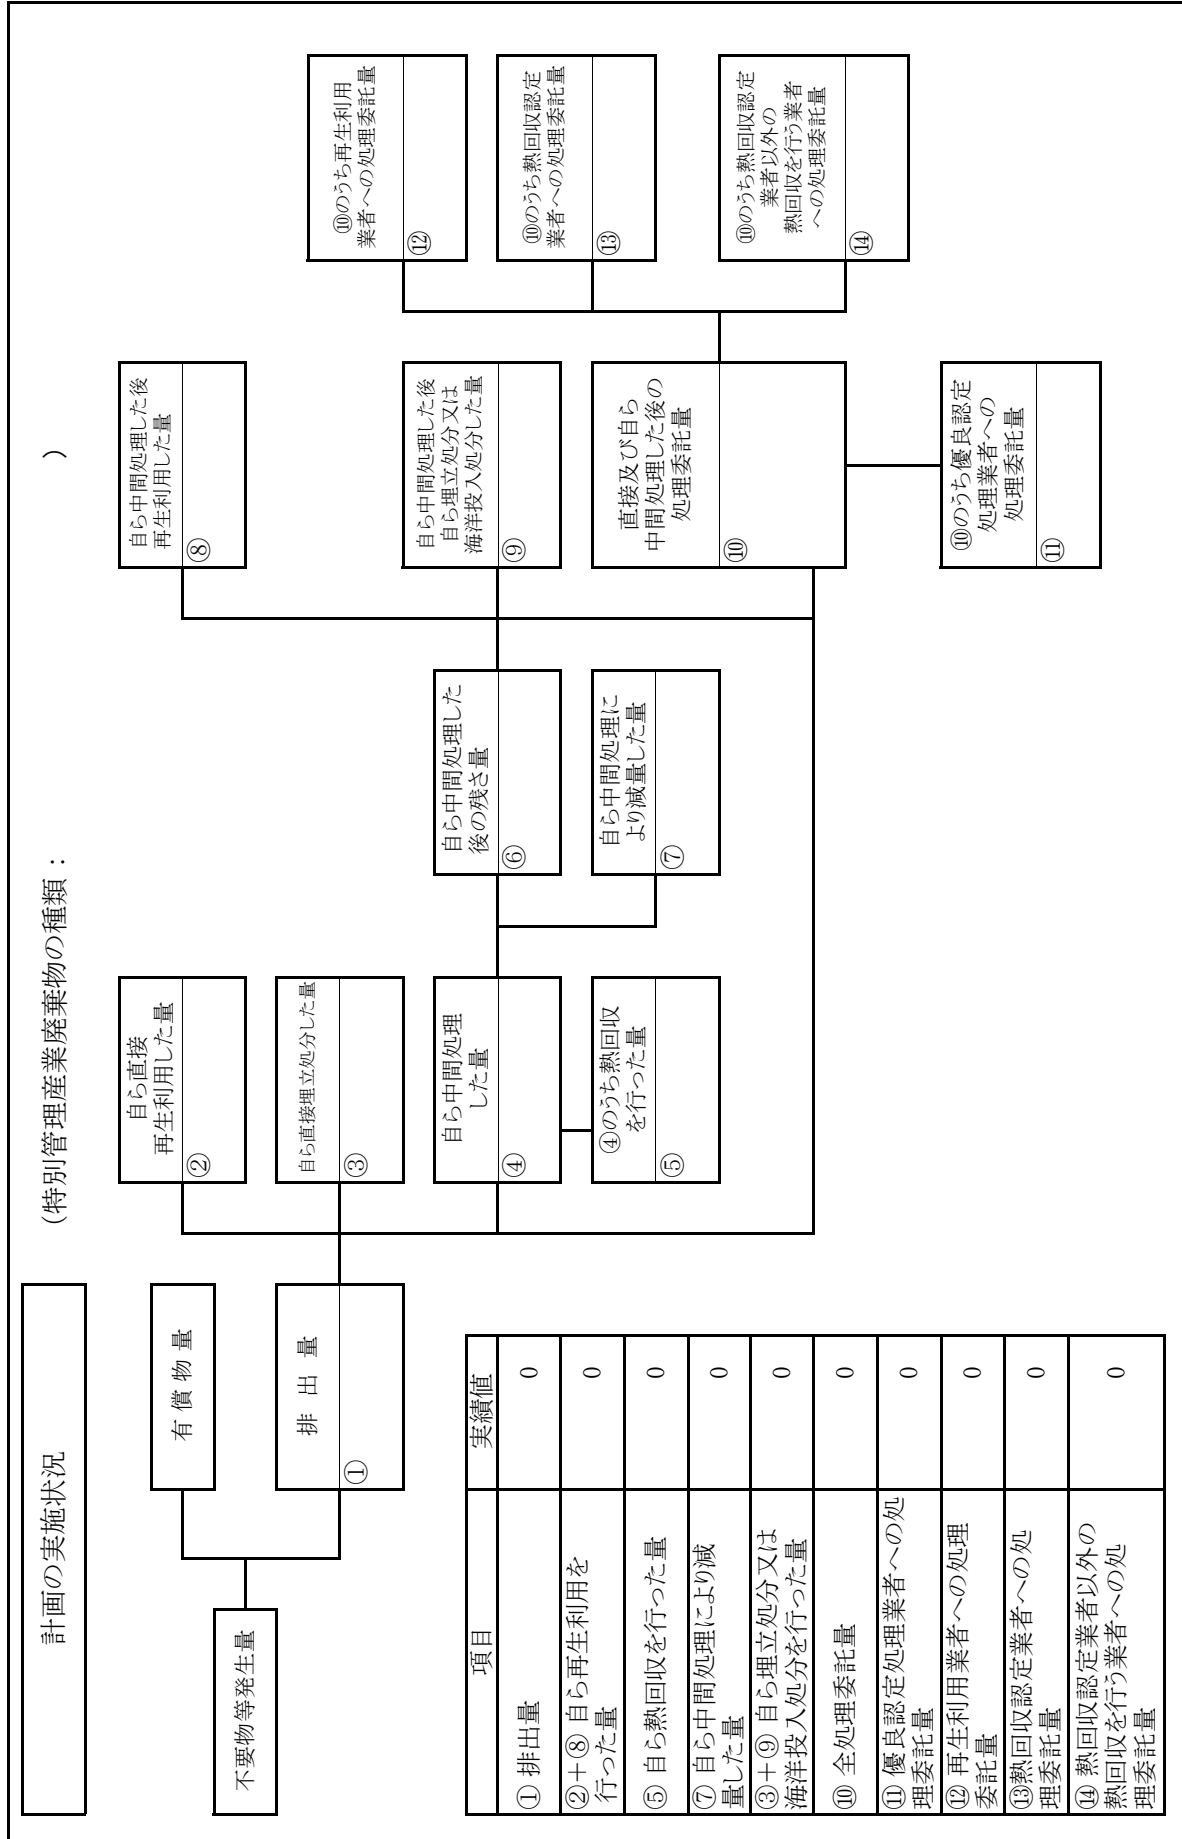 計画の実施状況
(特別管理産業廃棄物の種類： )
不要物等発生量
有 償 物 量
排 出 量
①
自ら直接
再生利用した量
②
自ら直接埋立処分した量
③
自ら中間処理
した量
④
④のうち熱回収
を行った量
⑤
自ら中間処理した
後の残さ量
⑥
自ら中間処理に
より減量した量
⑦
自ら中間処理した後
再生利用した量
⑧
自ら中間処理した後
自ら埋立処分又は
海洋投入処分した量
⑨
直接及び自ら
中間処理した後の
処理委託量
⑩
⑩のうち優良認定
処理業者への
処理委託量
⑪
⑩のうち再生利用
業者への処理委託量
⑫
⑩のうち熱回収認定
業者への処理委託量
⑬
⑩のうち熱回収認定
業者以外の
熱回収を行う業者
への処理委託量
⑭
項目 実績値
① 排出量 0
②＋⑧ 自ら再生利用を
行った量 0
⑤ 自ら熱回収を行った量 0
⑦ 自ら中間処理により減
量した量 0
③＋⑨ 自ら埋立処分又は
海洋投入処分を行った量 0
⑩ 全処理委託量 0
⑪ 優良認定処理業者への処
理委託量 0
⑫ 再生利用業者への処理
委託量 0
⑬熱回収認定業者への処
理委託量 0
⑭ 熱回収認定業者以外の
熱回収を行う業者への処
理委託量 0